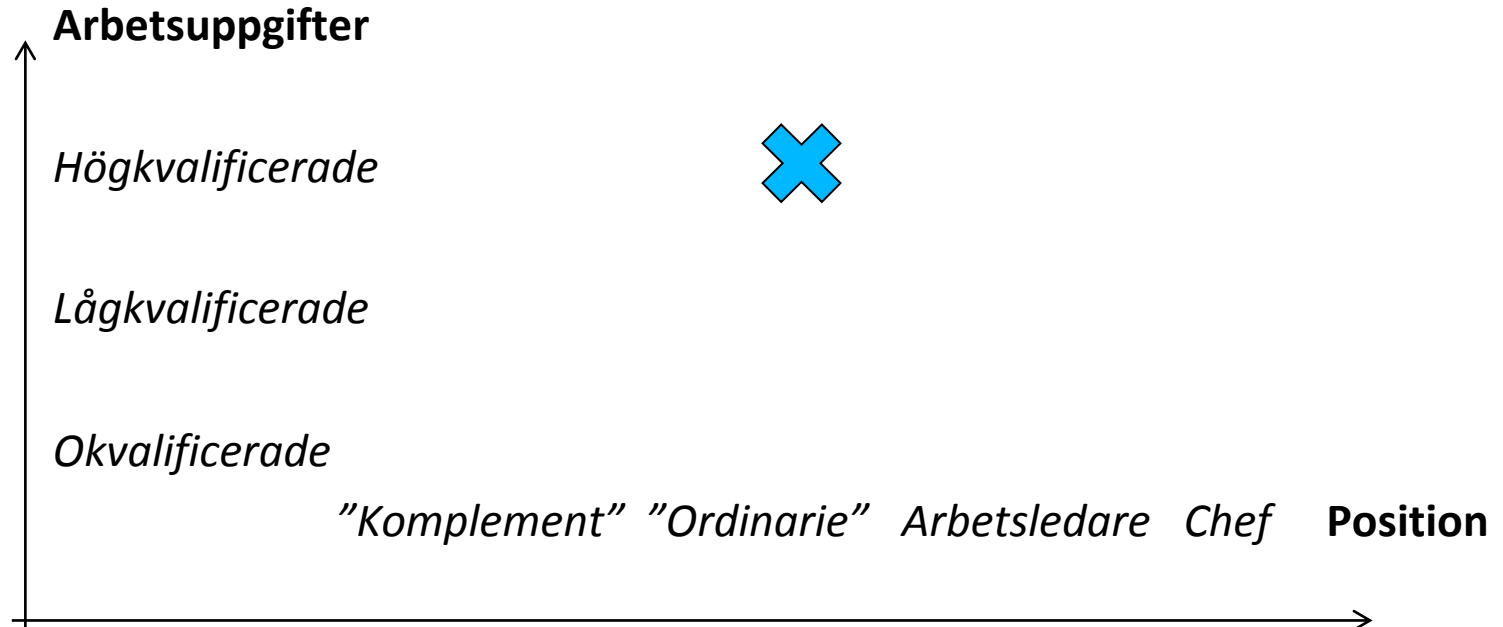 Arbetsuppgifter
Högkvalificerade
Lågkvalificerade
Okvalificerade
”Komplement” ”Ordinarie” Arbetsledare Chef Position